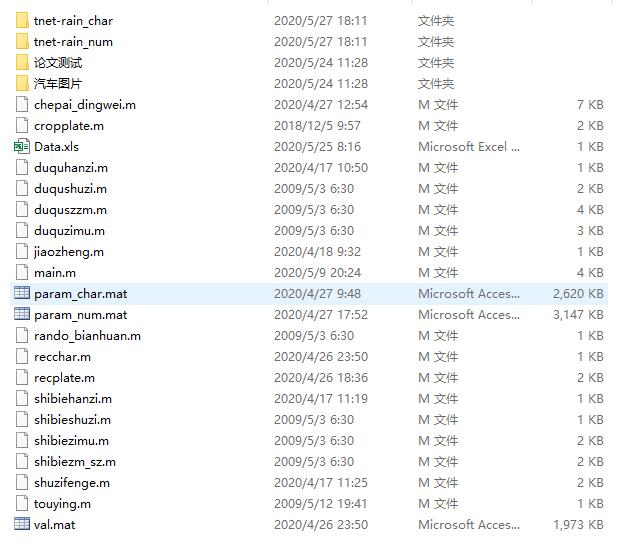 tnet-rain_char 2020/5/27 18:11 文件夹
tnet-rain_num 2020/5/27 18:11 文件夹
论文测试 2020/5/24 11:28 文件夹
汽车图片 2020/5/24 11:28 文件夹
chepai_dingwei.m 2020/4/27 12:54 M 文件 7 KB
cropplate.m 2018/12/5 9:57 M 文件 2 KB
Data.xls 2020/5/25 8:16 Microsoft Excel ... 1 KB
duquhanzi.m 2020/4/17 10:50 M 文件 1 KB
duqushuzi.m 2009/5/3 6:30 M 文件 2 KB
duquszzm.m 2009/5/3 6:30 M 文件 4 KB
duquzimu.m 2009/5/3 6:30 M 文件 3 KB
jiaozheng.m 2020/4/18 9:32 M 文件 1 KB
main.m 2020/5/9 20:24 M 文件 4 KB
param_char.mat 2020/4/27 9:48 Microsoft Acces... 2,620 KB
param_num.mat 2020/4/27 17:52 Microsoft Acces... 3,147 KB
rando_bianhuan.m 2009/5/3 6:30 M 文件 1 KB
recchar.m 2020/4/26 23:50 M 文件 1 KB
recplate.m 2020/4/26 18:36 M 文件 2 KB
shibiehanzi.m 2020/4/17 11:19 M 文件 1 KB
shibieshuzi.m 2009/5/3 6:30 M 文件 1 KB
shibiezimu.m 2009/5/3 6:30 M 文件 2 KB
shibiezm_sz.m 2009/5/3 6:30 M 文件 2 KB
shuzifenge.m 2020/4/17 11:25 M 文件 2 KB
touying.m 2009/5/12 19:41 M 文件 1 KB
val.mat 2020/4/26 23:50 Microsoft Acces... 1,973 KB